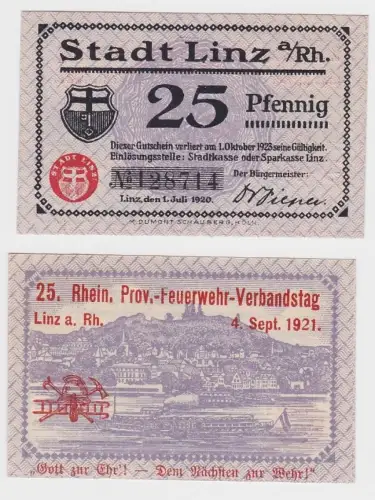 Stadt Linz a/Rh.
25 Pfennig
Dieser Gutschein verliert am 1. Oktober 1923 seine Gültigkeit.
Einlösungsstelle: Stadtkasse oder Sparkasse Linz.
Der Bürgermeister:
STADT LINZ
№ 128714
Linz, den 1. Juli 1920.
M. DUMONT SCHAUBERG, KÖLN.
25. Rhein. Prov.-Feuerwehr-Verbandstag
Linz a. Rh. 4. Sept. 1921.
„Gott zur Ehr'! — Dem Nächsten zur Wehr!"